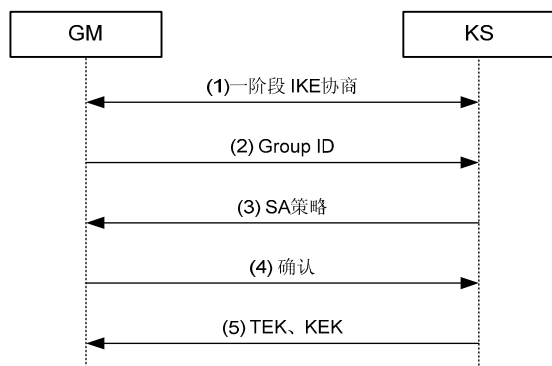 GM
KS
(1)一阶段 IKE协商
(2) Group ID
(3) SA策略
(4) 确认
(5) TEK、KEK